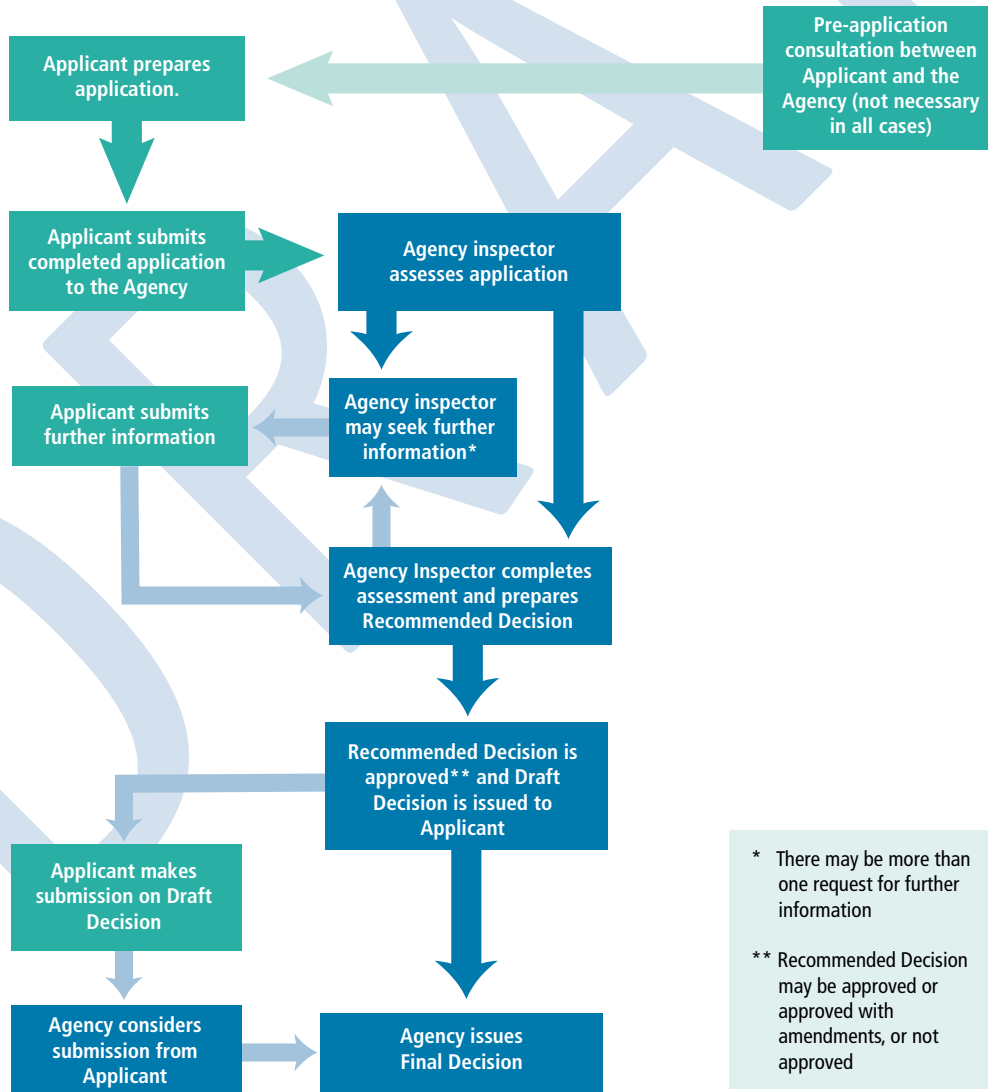 Pre-application
consultation between
Applicant and the
Agency (not necessary
in all cases)
Applicant prepares
application.
Applicant submits
completed application
to the Agency
Agency inspector
assesses application
Applicant submits
further information
Agency inspector
may seek further
information*
Agency Inspector completes
assessment and prepares
Recommended Decision
Recommended Decision is
approved** and Draft
Decision is issued to
Applicant
Applicant makes
submission on Draft
Decision
Agency considers
submission from
Applicant
Agency issues
Final Decision
* There may be more than
one request for further
information
** Recommended Decision
may be approved or
approved with
amendments, or not
approved